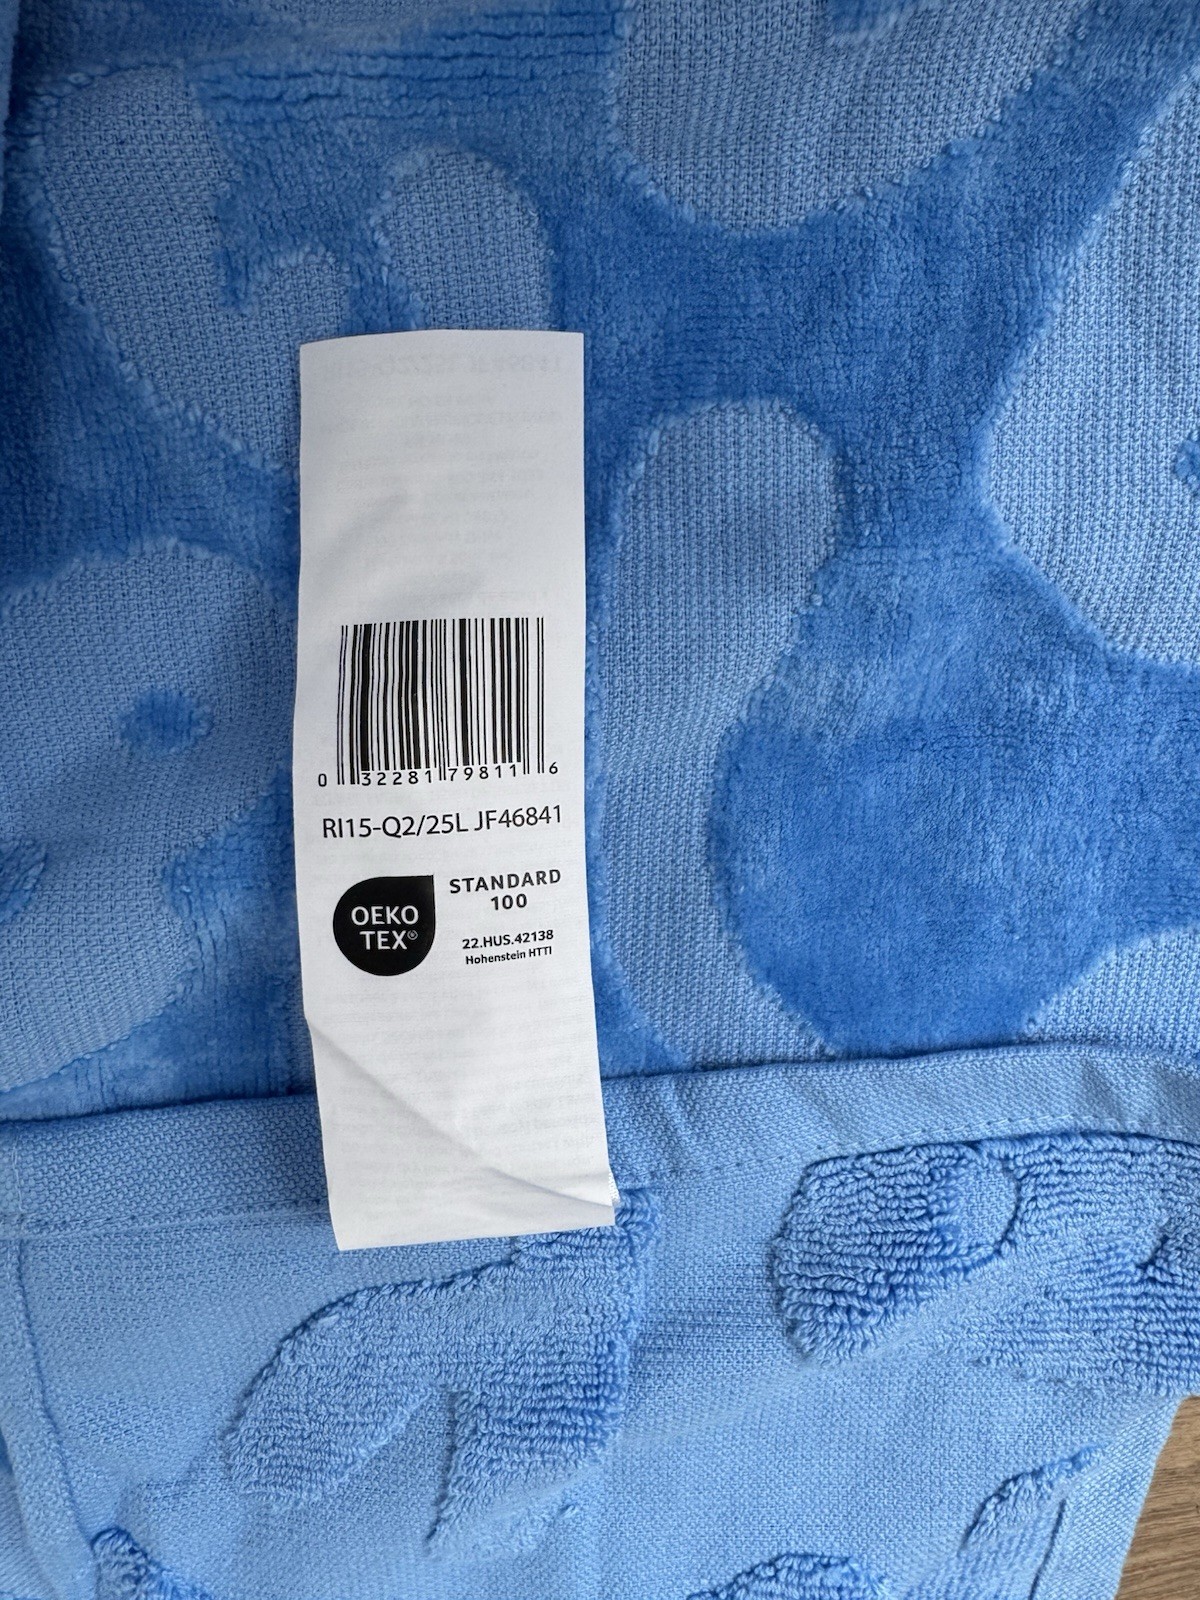 0 32281 79811 6
RI15-Q2/25L JF46841
OEKO
TEX®
STANDARD
100
22.HUS.42138
Hohenstein HTTI